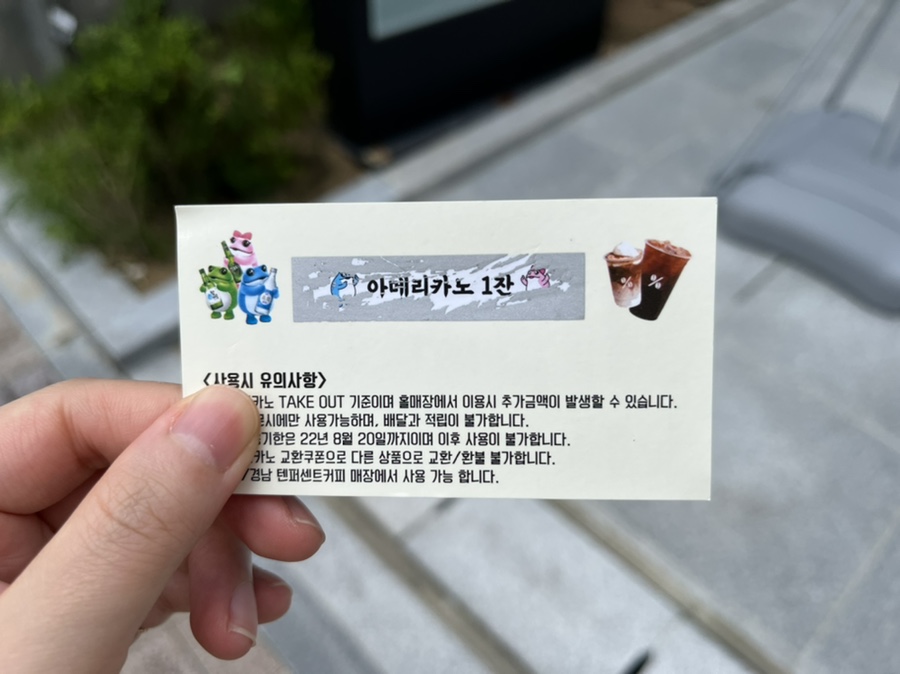 아메리카노 1잔
<사용시 유의사항>
카노 TAKE OUT 기준이며 홀매장에서 이용시 추가금액이 발생할 수 있습니다.
사용가능하며, 배달과 적립이 불가합니다.
22년 8월 20일까지이며 이후 사용이 불가합니다.
카노 교환쿠폰으로 다른 상품으로 교환/환불 불가합니다.
/경남 텐퍼센트커피 매장에서 사용 가능 합니다.